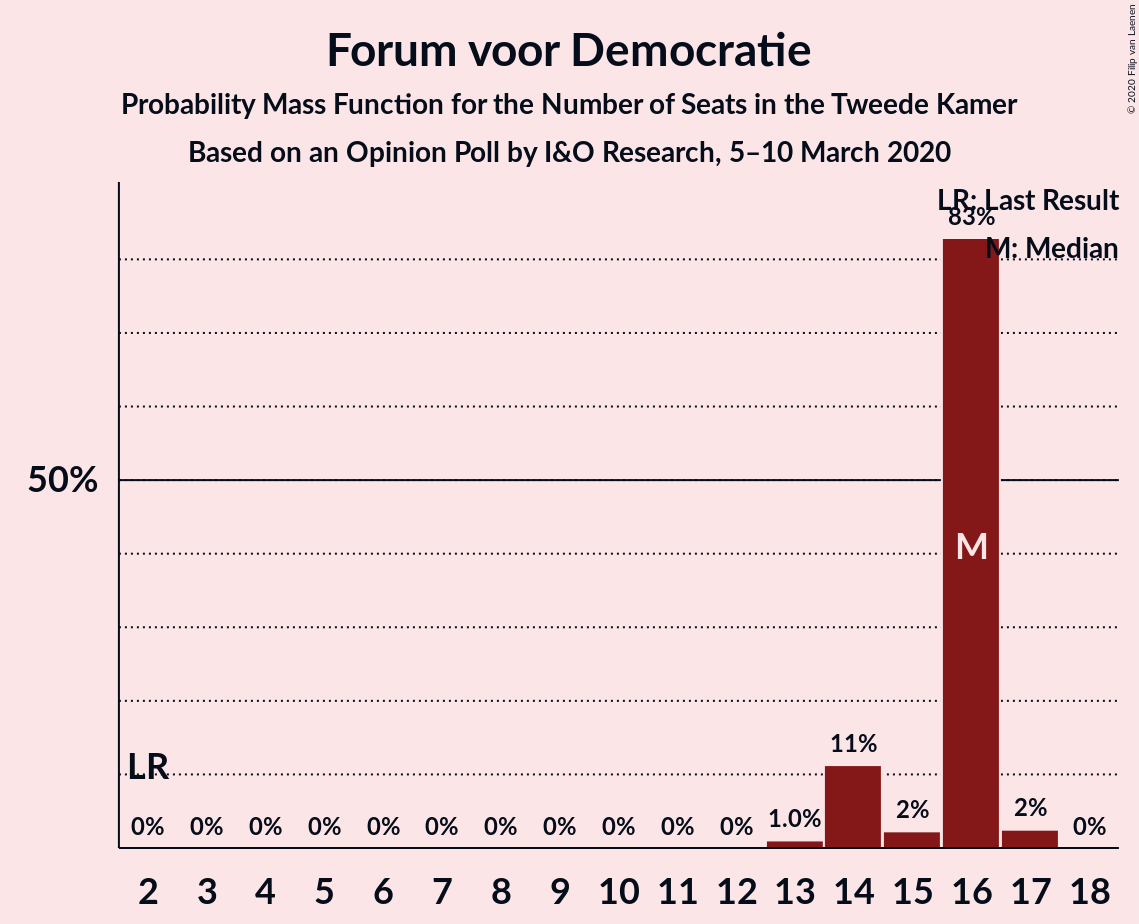 Forum voor Democratie
Probability Mass Function for the Number of Seats in the Tweede Kamer
Based on an Opinion Poll by I&O Research, 5–10 March 2020
© 2020 Filip van Laenen
LR: Last Result
83%
M: Median
50%
M
11%
LR
0% 0% 0% 0% 0% 0% 0% 0% 0% 0% 0% 1.0% 2% 2% 0%
2 3 4 5 6 7 8 9 10 11 12 13 14 15 16 17 18